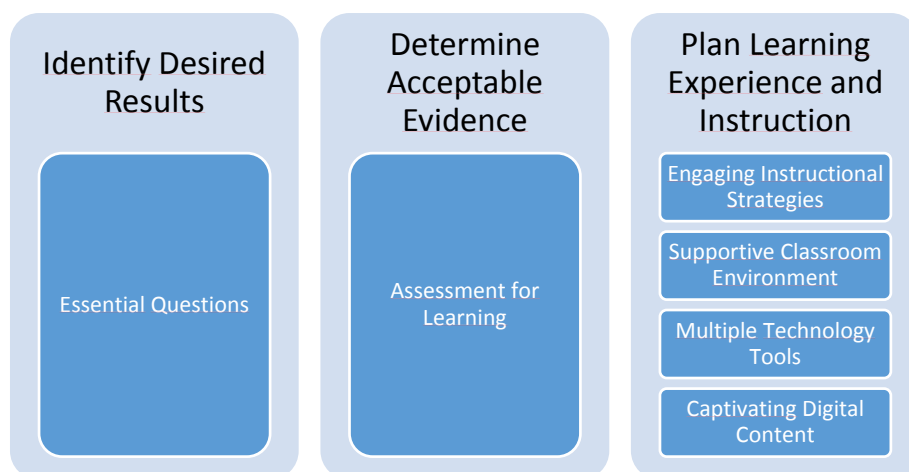 Identify Desired
Results
Essential Questions
Determine
Acceptable
Evidence
Assessment for
Learning
Plan Learning
Experience and
Instruction
Engaging Instructional
Strategies
Supportive Classroom
Environment
Multiple Technology
Tools
Captivating Digital
Content